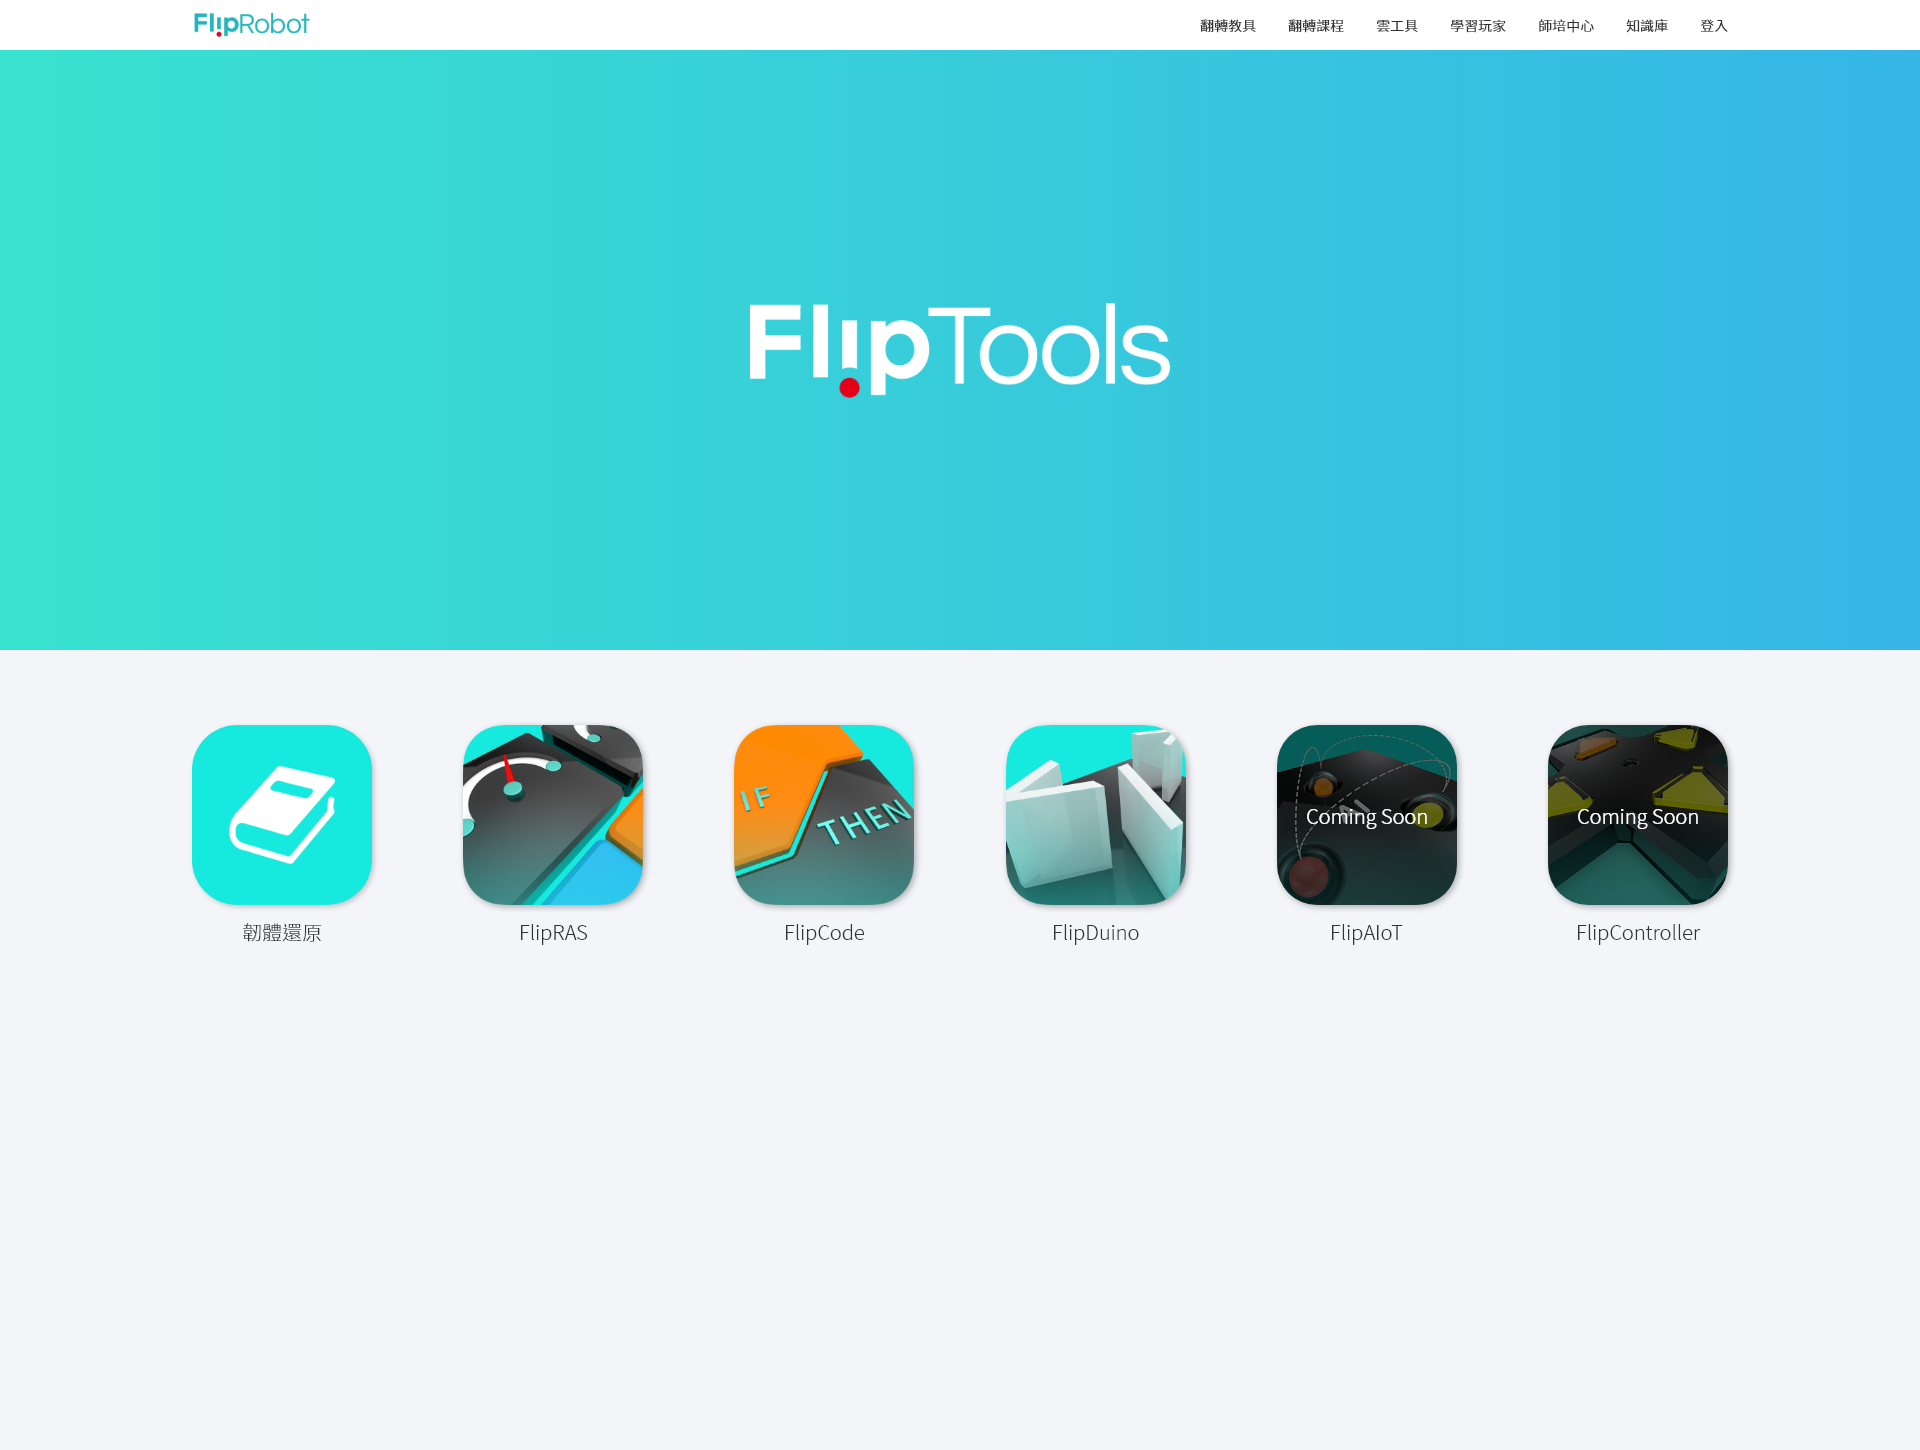 FlipRobot
翻轉教具
翻轉課程
雲工具
學習玩家
師培中心
知識庫
登入
FlipTools
IF
THEN
Coming Soon
Coming Soon
韌體還原
FlipRAS
FlipCode
FlipDuino
FlipAIoT
FlipController